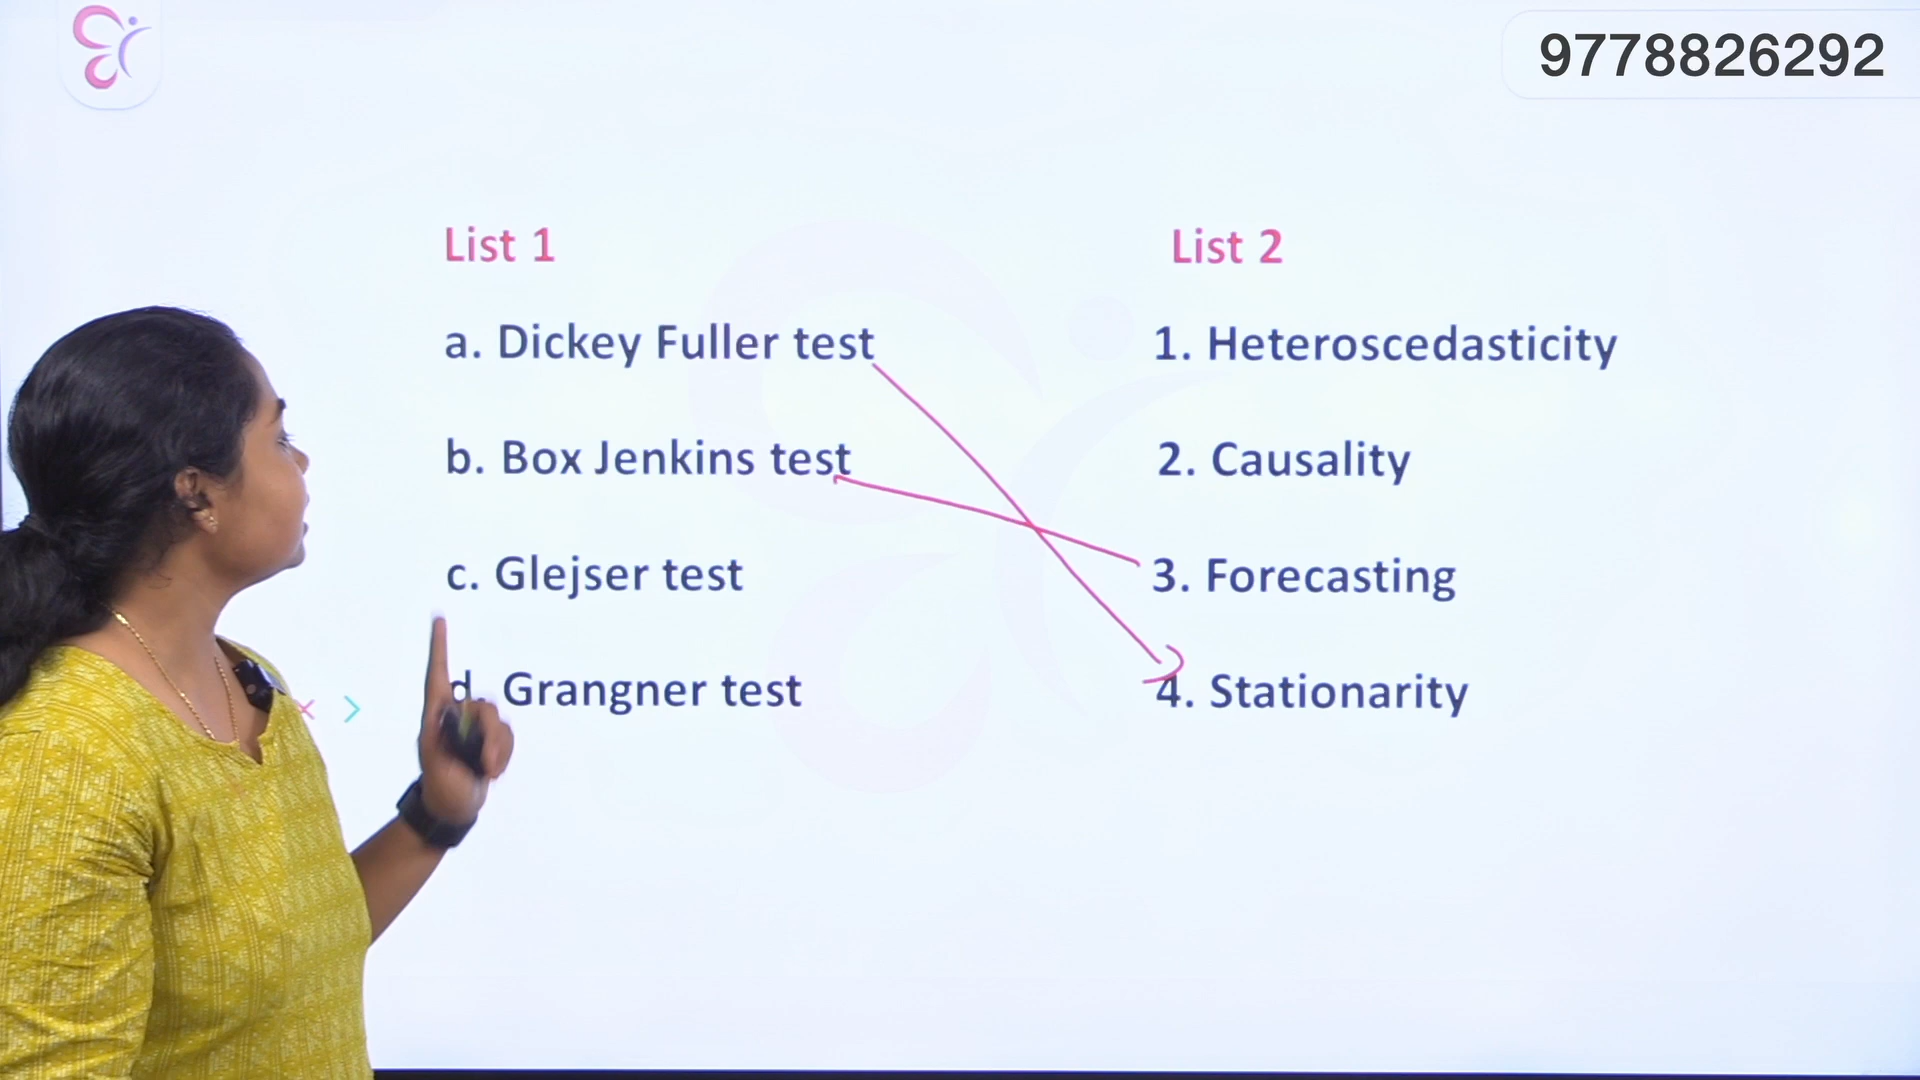 9778826292
List 1
List 2
a. Dickey Fuller test
1. Heteroscedasticity
b. Box Jenkins test
2. Causality
c. Glejser test
3. Forecasting
d. Grangner test
4. Stationarity